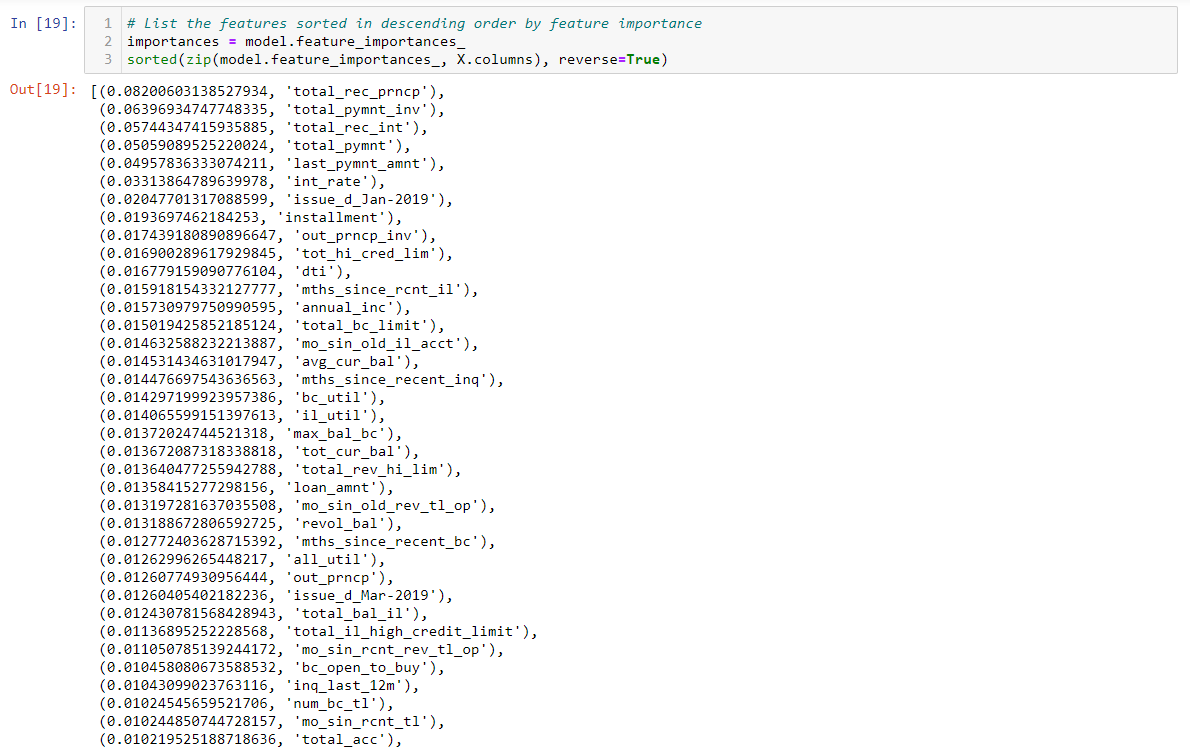 In [19]:
1 # List the features sorted in descending order by feature importance
2 importances = model.feature_importances_
3 sorted(zip(model.feature_importances_, X.columns), reverse=True)
Out[19]: [(0.08200603138527934, 'total_rec_prncp'),
(0.06396934747748335, 'total_pymnt_inv'),
(0.05744347415935885, 'total_rec_int'),
(0.05059089525220024, 'total_pymnt'),
(0.04957836333074211, 'last_pymnt_amnt'),
(0.03313864789639978, 'int_rate'),
(0.02047701317088599, 'issue_d_Jan-2019'),
(0.0193697462184253, 'installment'),
(0.017439180890896647, 'out_prncp_inv'),
(0.016900289617929845, 'tot_hi_cred_lim'),
(0.016779159090776104, 'dti'),
(0.015918154332127777, 'mths_since_rcnt_il'),
(0.015730979750990595, 'annual_inc'),
(0.015019425852185124, 'total_bc_limit'),
(0.014632588232213887, 'mo_sin_old_il_acct'),
(0.014531434631017947, 'avg_cur_bal'),
(0.014476697543636563, 'mths_since_recent_inq'),
(0.014297199923957386, 'bc_util'),
(0.014065599151397613, 'il_util'),
(0.01372024744521318, 'max_bal_bc'),
(0.013672087318338818, 'tot_cur_bal'),
(0.013640477255942788, 'total_rev_hi_lim'),
(0.01358415277298156, 'loan_amnt'),
(0.013197281637035508, 'mo_sin_old_rev_tl_op'),
(0.013188672806592725, 'revol_bal'),
(0.012772403628715392, 'mths_since_recent_bc'),
(0.01262996265448217, 'all_util'),
(0.01260774930956444, 'out_prncp'),
(0.01260405402182236, 'issue_d_Mar-2019'),
(0.012430781568428943, 'total_bal_il'),
(0.01136895252228568, 'total_il_high_credit_limit'),
(0.011050785139244172, 'mo_sin_rcnt_rev_tl_op'),
(0.010458080673588532, 'bc_open_to_buy'),
(0.01043099023763116, 'inq_last_12m'),
(0.01024545659521706, 'num_bc_tl'),
(0.010244850744728157, 'mo_sin_rcnt_tl'),
(0.010219525188718636, 'total_acc'),